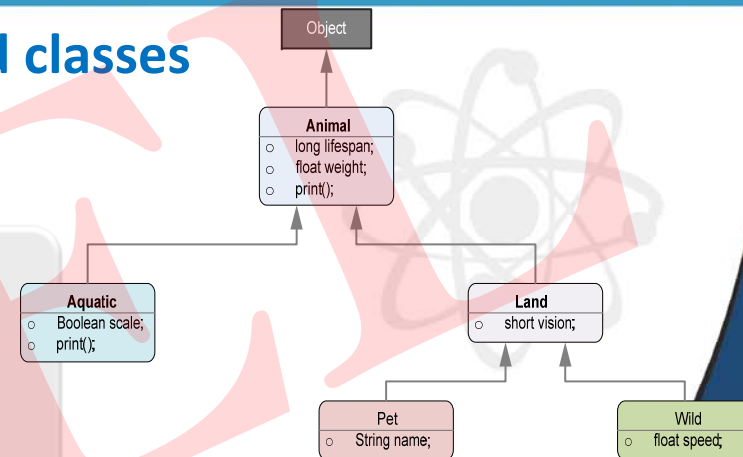 d classes
Object
Animal
long lifespan;
float weight;
print();
Aquatic
Boolean scale;
print();
Land
short vision;
Pet
String name;
Wild
float speed;